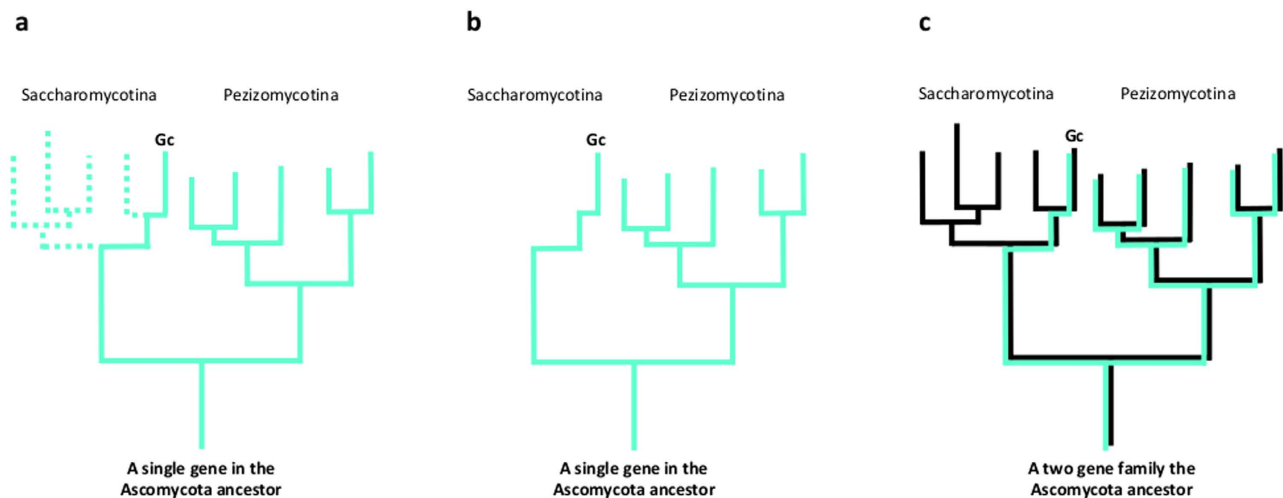 a
Saccharomycotina Pezizomycotina
Gc
A single gene in the
Ascomycota ancestor
b
Saccharomycotina Pezizomycotina
Gc
A single gene in the
Ascomycota ancestor
c
Saccharomycotina Pezizomycotina
Gc
A two gene family the
Ascomycota ancestor